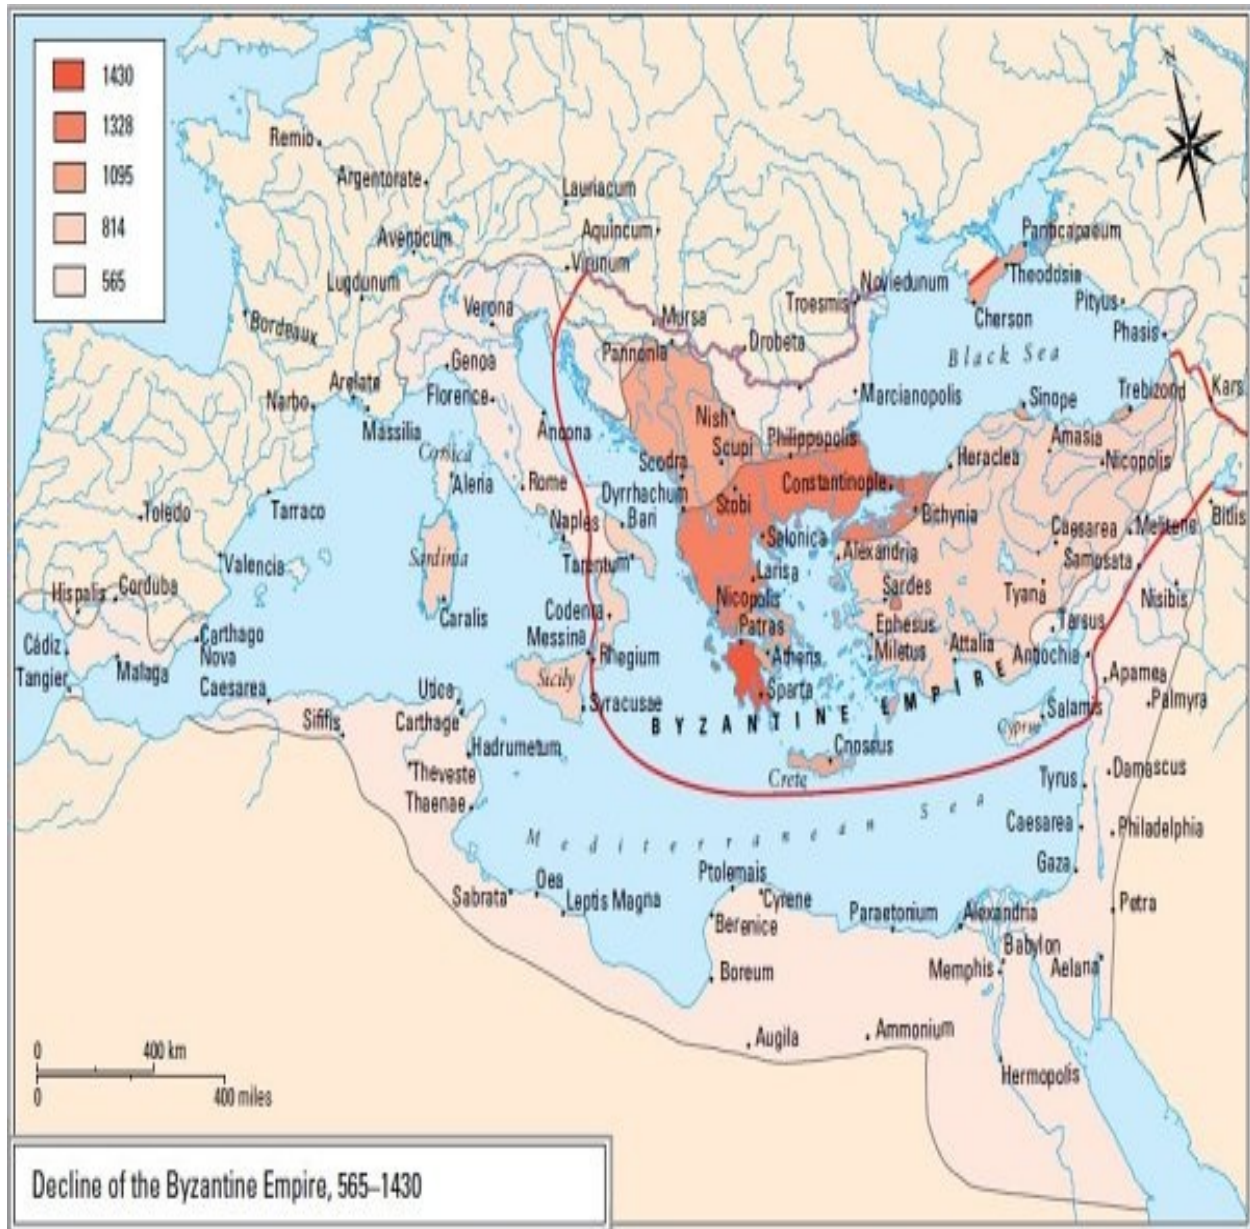 1430
1328
1095
814
565
N
Remio
Argentorate
Lauriacum
Aventicum
Aquincum
Panticapaeum
Lugdunum
Virunum
Theodosia
Noviedunum
Troesmis
Pityus
Bordeaux
Verona
Mursa
Cherson
Phasis
Pannonia
Drobeta
Black Sea
Genoa
Arelate
Florence
Marcianopolis
Sinope
Trebizond
Kars
Narbo
Massilia
Ancona
Nish
Philippopolis
Amasia
Corsica
Scupi
Heraclea
Nicopolis
Aleria
Rome
Scodra
Constantinople
Toledo
Tarraco
Dyrrhachum
Stobi
Bithynia
Bitlis
Naples
Bari
Salonica
Caesarea
Melitene
Valencia
Sardinia
Tarentum
Alexandria
Samosata
Larisa
Hispalis
Corduba
Sardes
Tyana
Nisibis
Caralis
Codenta
Nicopolis
Ephesus
Tarsus
Cádiz
Carthago
Nova
Messina
Patras
Miletus
Attalia
Antiochia
Tangier
Malaga
Rhegium
Athens
Apamea
Caesarea
Utica
Sicily
Sparta
Palmyra
Sififis
Carthage
Syracusae
BYZANTINE EMPIRE
Salamis
Cyprus
Hadrumetum
Cnossus
Theveste
Crete
Tyrus
Damascus
Thaenae
Mediterranean Sea
Caesarea
Philadelphia
Ptolemais
Gaza
Sabrata
Oea
Leptis Magna
Cyrene
Paraetonium
Alexandria
Petra
Berenice
Babylon
Boreum
Memphis
Aelana
Augila
Ammonium
Hermopolis
0 400 km
0 400 miles
Decline of the Byzantine Empire, 565–1430